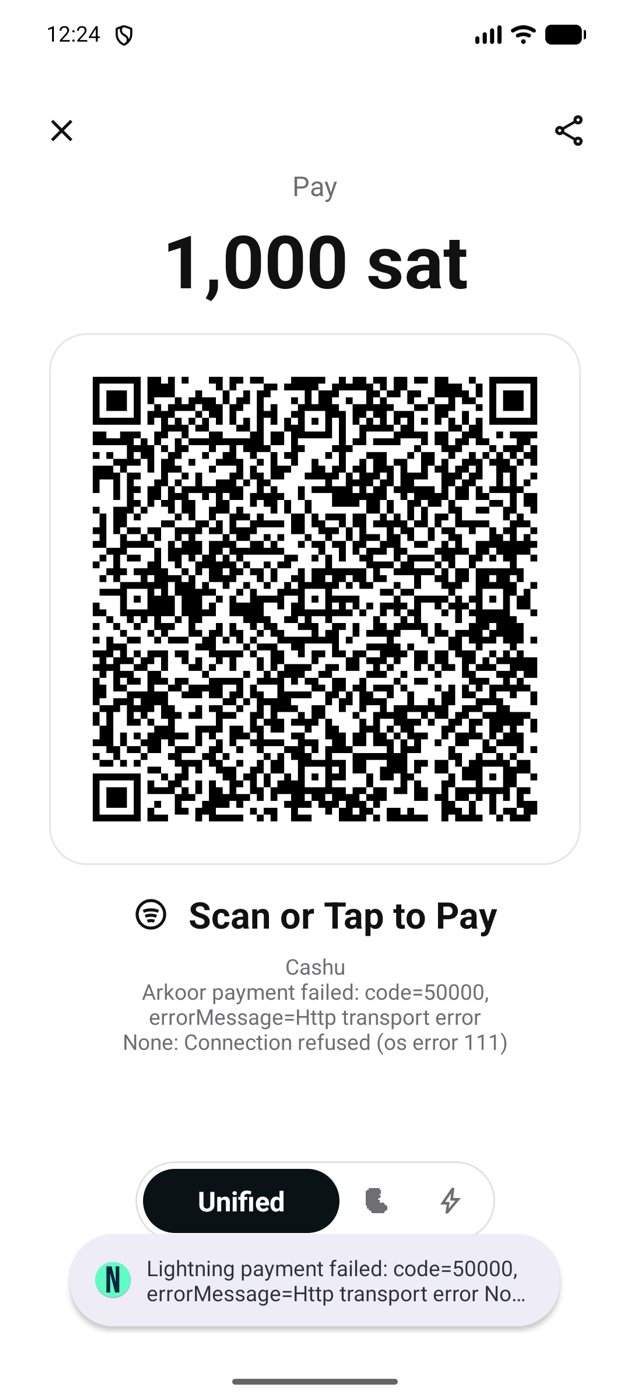 12:24
Pay
1,000 sat
Scan or Tap to Pay
Cashu
Arkoor payment failed: code=50000,
errorMessage=Http transport error
None: Connection refused (os error 111)
Unified
N
Lightning payment failed: code=50000,
errorMessage=Http transport error No…